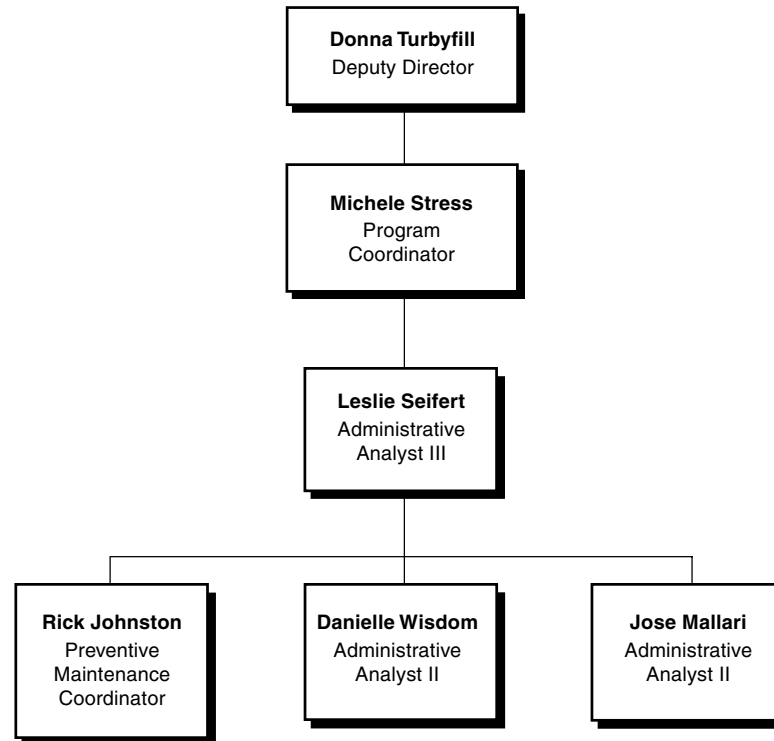 Donna Turbyfill
Deputy Director
Michele Stress
Program
Coordinator
Leslie Seifert
Administrative
Analyst III
Rick Johnston
Preventive
Maintenance
Coordinator
Danielle Wisdom
Administrative
Analyst II
Jose Mallari
Administrative
Analyst II